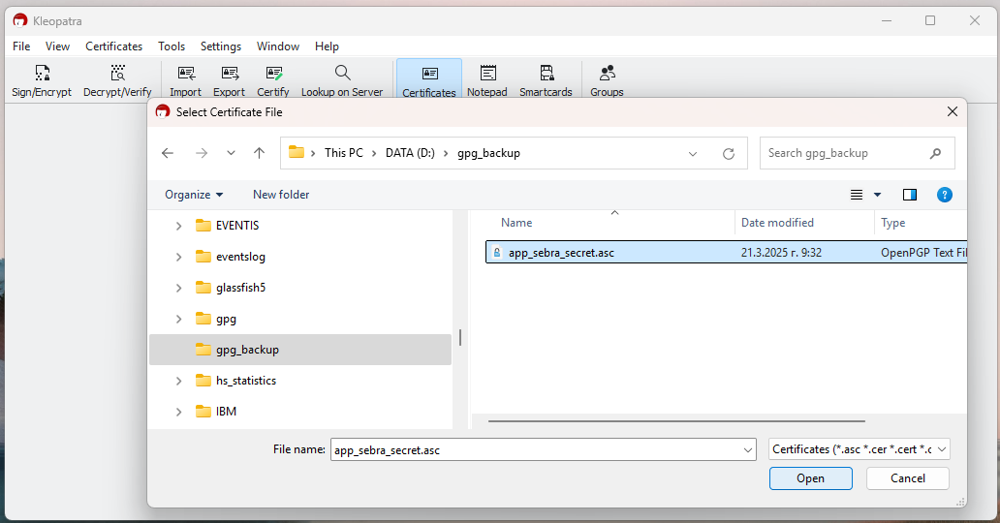 Kleopatra
File View Certificates Tools Settings Window Help
Sign/Encrypt Decrypt/Verify Import Export Certify Lookup on Server Certificates Notepad Smartcards Groups
Select Certificate File
This PC > DATA (D:) > gpg_backup
Search gpg_backup
Organize New folder
Name Date modified Type
app_sebra_secret.asc 21.3.2025 г. 9:32 OpenPGP Text Fil
EVENTIS
eventslog
glassfish5
gpg
gpg_backup
hs_statistics
IBM
File name: app_sebra_secret.asc Certificates (*.asc *.cer *.cert *.c
Open Cancel